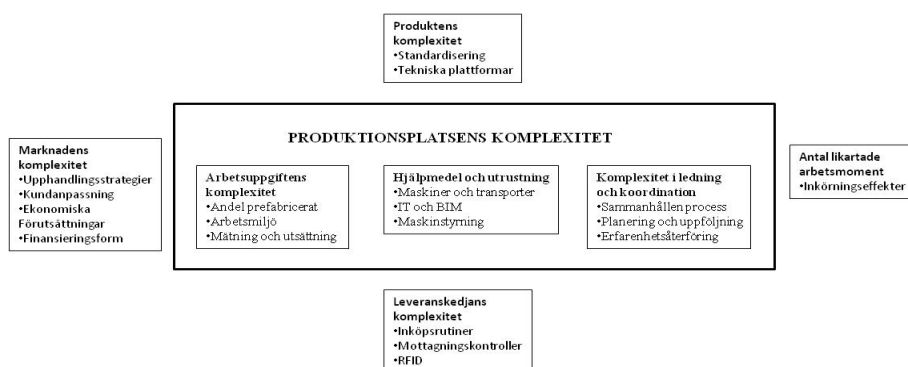 Produktens
komplexitet
•Standardisering
•Tekniska plattformar
PRODUKTIONSPLATSENS KOMPLEXITET
Marknadens
komplexitet
•Upphandlingsstrategier
•Kundanpassning
•Ekonomiska
Förutsättningar
•Finansieringsform
Arbetsuppgiftens
komplexitet
•Andel prefabricerat
•Arbetsmiljö
•Mätning och utsättning
Hjälpmedel och utrustning
•Maskiner och transporter
•IT och BIM
•Maskinstyrning
Komplexitet i ledning
och koordination
•Sammanhållen process
•Planering och uppföljning
•Erfarenhetsåterföring
Antal likartade
arbetsmoment
•Inkörningseffekter
Leveranskedjans
komplexitet
•Inköpsrutiner
•Mottagningskontroller
•RFID